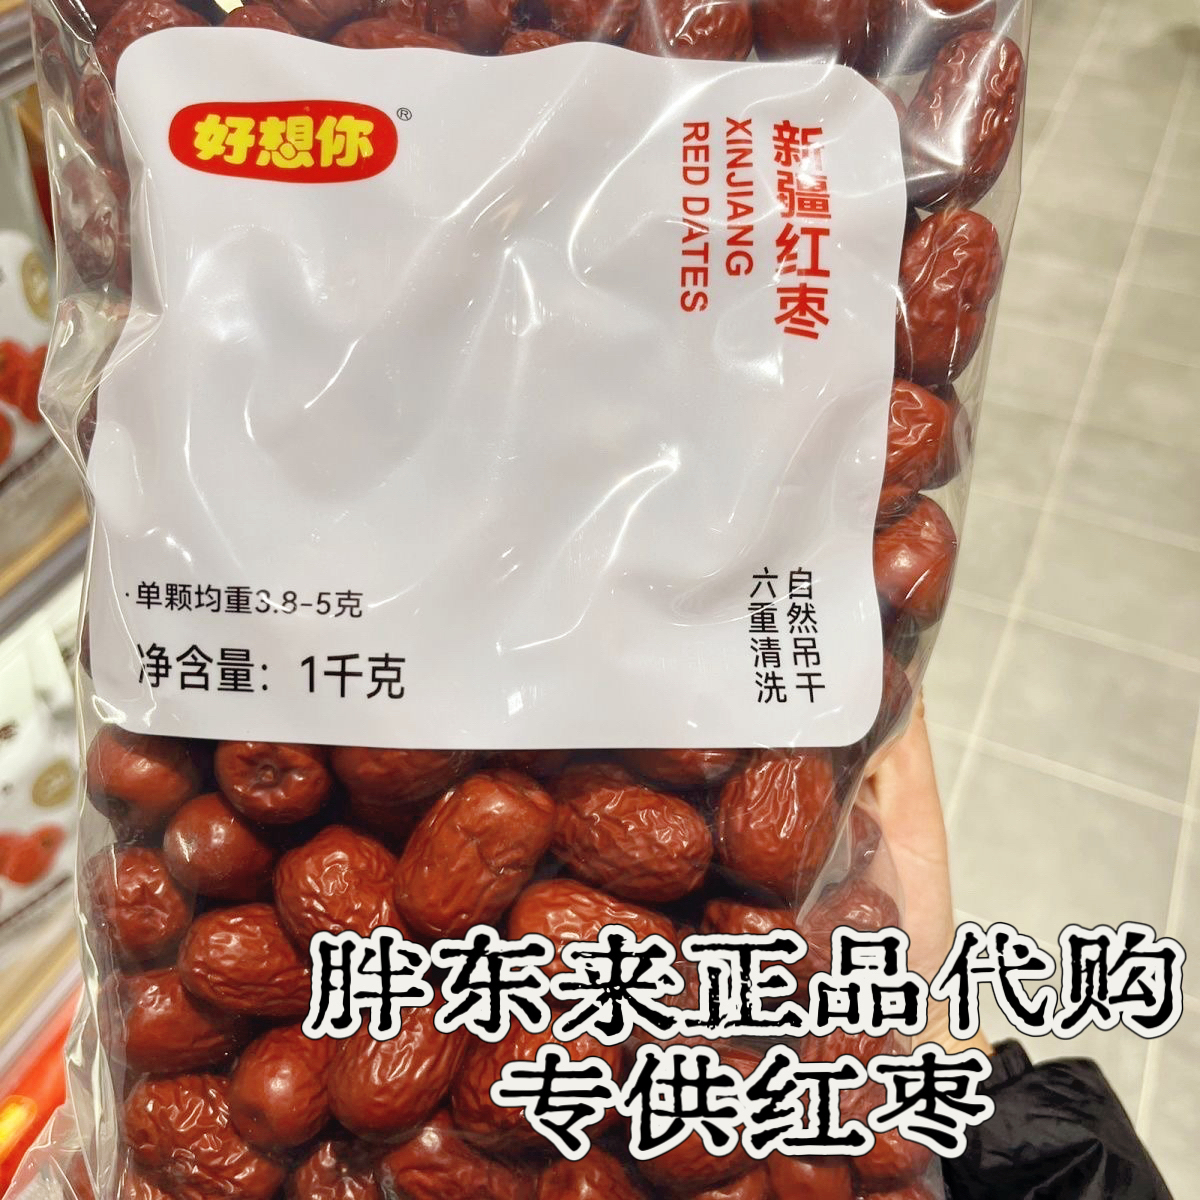 好想你®
新疆红枣
XINJIANG
RED DATES
·单颗均重3.8-5克
净含量：1千克
自然吊干
六重清洗
胖东来正品代购
专供红枣